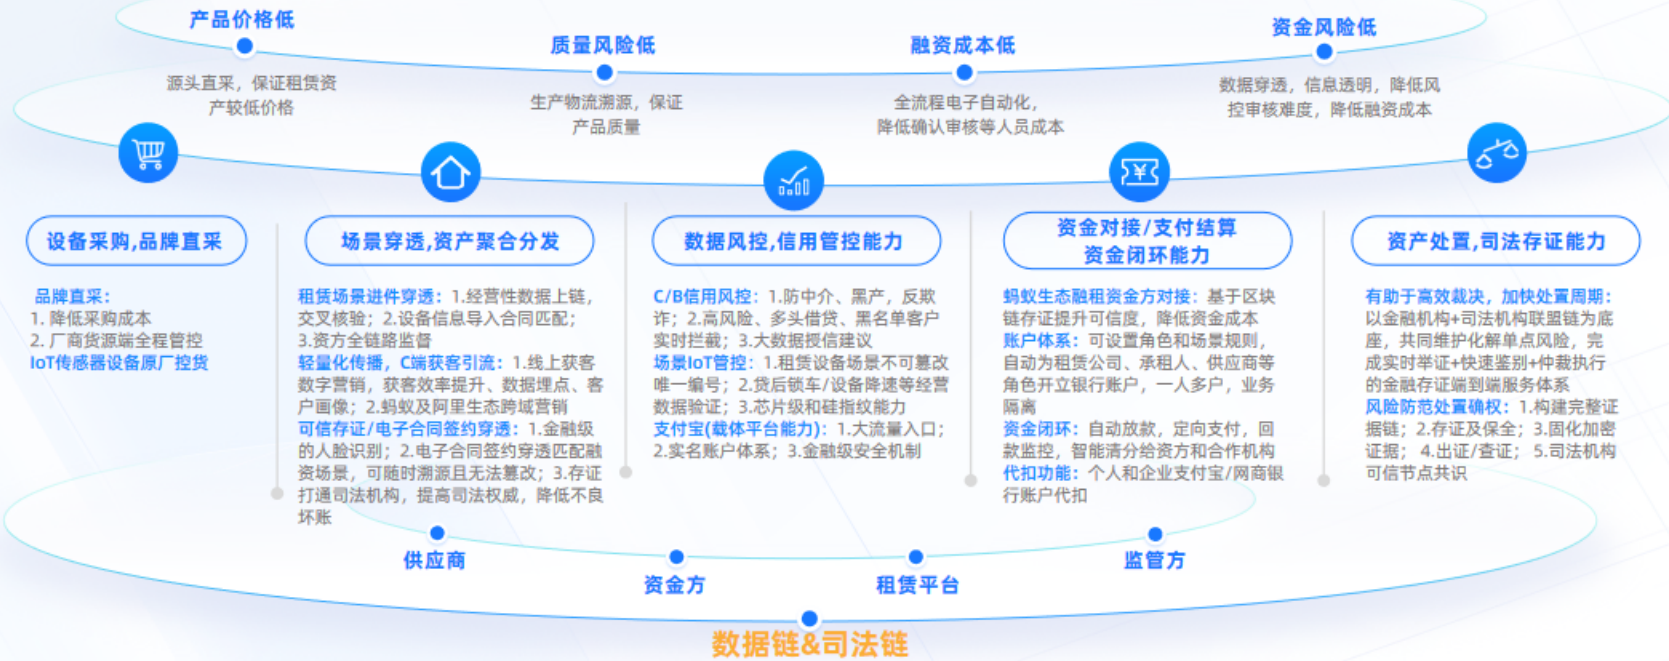 产品价格低
源头直采，保证租赁资
产较低价格
质量风险低
生产物流溯源，保证
产品质量
融资成本低
全流程电子自动化，
降低确认审核等人员成本
资金风险低
数据穿透，信息透明，降低风
控审核难度，降低融资成本
设备采购,品牌直采
品牌直采：
1. 降低采购成本
2. 厂商货源端全程管控
IoT传感器设备原厂控货
场景穿透,资产聚合分发
租赁场景进件穿透：1.经营性数据上链，
交叉核验；2.设备信息导入合同匹配；
3.资方全链路监督
轻量化传播，C端获客引流：1.线上获客
数字营销，获客效率提升、数据埋点、客
户画像；2.蚂蚁及阿里生态跨域营销
可信存证/电子合同签约穿透：1.金融级
的人脸识别；2.电子合同签约穿透匹配融
资场景，可随时溯源且无法篡改；3.存证
打通司法机构，提高司法权威，降低不良
坏账
数据风控,信用管控能力
C/B信用风控：1.防中介、黑产，反欺
诈；2.高风险、多头借贷、黑名单客户
实时拦截；3.大数据授信建议
场景IoT管控：1.租赁设备场景不可篡改
唯一编号；2.贷后锁车/设备降速等经营
数据验证；3.芯片级和硅指纹能力
支付宝(载体平台能力)：1.大流量入口；
2.实名账户体系；3.金融级安全机制
资金对接/支付结算
资金闭环能力
蚂蚁生态融租资金方对接：基于区块
链存证提升可信度，降低资金成本
账户体系：可设置角色和场景规则，
自动为租赁公司、承租人、供应商等
角色开立银行账户，一人多户，业务
隔离
资金闭环：自动放款，定向支付，回
款监控，智能清分给资方和合作机构
代扣功能：个人和企业支付宝/网商银
行账户代扣
资产处置,司法存证能力
有助于高效裁决，加快处置周期：
以金融机构+司法机构联盟链为底
座，共同维护化解单点风险，完
成实时举证+快速鉴别+仲裁执行
的金融存证端到端服务体系
风险防范处置确权：1.构建完整证
据链；2.存证及保全；3.固化加密
证据；4.出证/查证；5.司法机构
可信节点共识
供应商
资金方
租赁平台
监管方
数据链&司法链